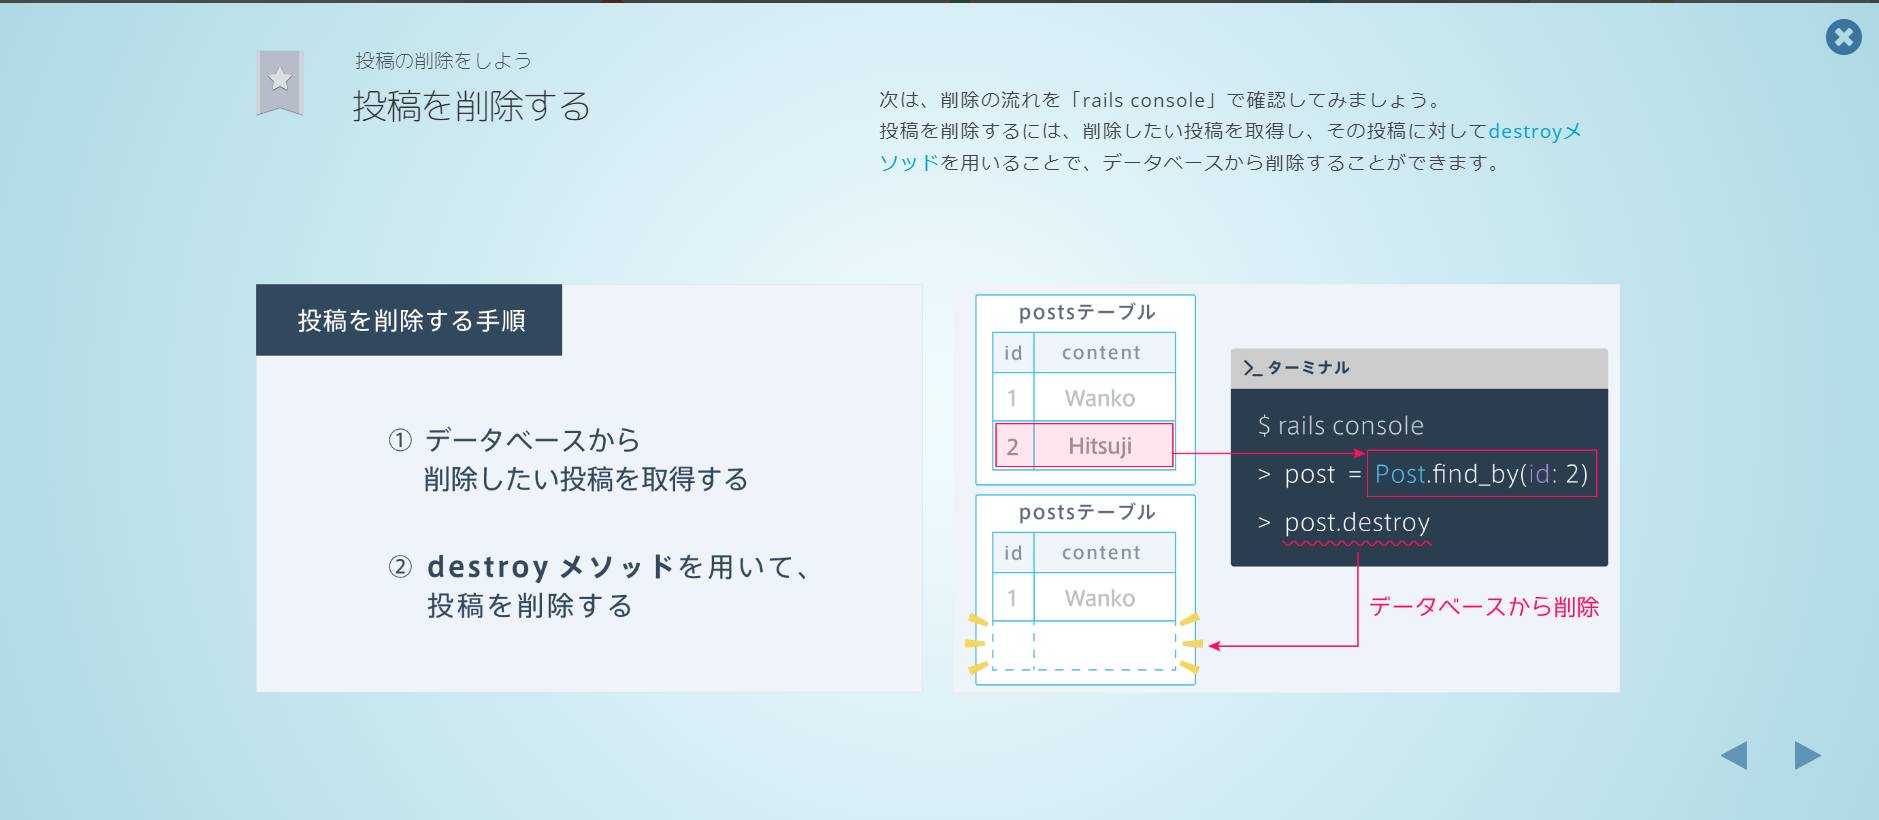 投稿の削除をしよう
投稿を削除する
次は、削除の流れを「rails console」で確認してみましょう。
投稿を削除するには、削除したい投稿を取得し、その投稿に対してdestroyメ
ソッドを用いることで、データベースから削除することができます。
投稿を削除する手順
① データベースから
削除したい投稿を取得する
② destroy メソッドを用いて、
投稿を削除する
postsテーブル
id content
1 Wanko
2 Hitsuji
postsテーブル
id content
1 Wanko
>_ ターミナル
$ rails console
> post = Post.find_by(id: 2)
> post.destroy
データベースから削除